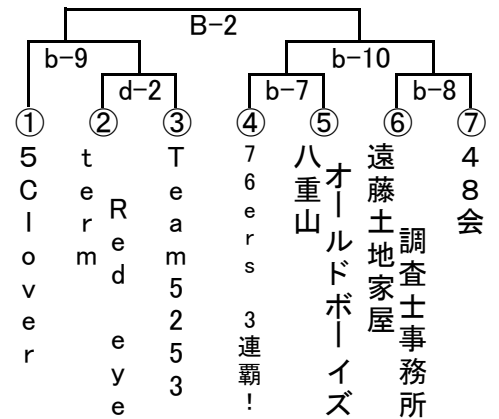 B-2
b-9
b-10
d-2
b-7
b-8
①
②
③
④
⑤
⑥
⑦
５Ｃｌｏｖｅｒ
ｔｅｒｍ
Ｒｅｄ　ｅｙｅ
Ｔｅａｍ５２５３
７６ｅｒｓ　３連覇！
八重山
オールドボーイズ
遠藤土地家屋
調査士事務所
４８会